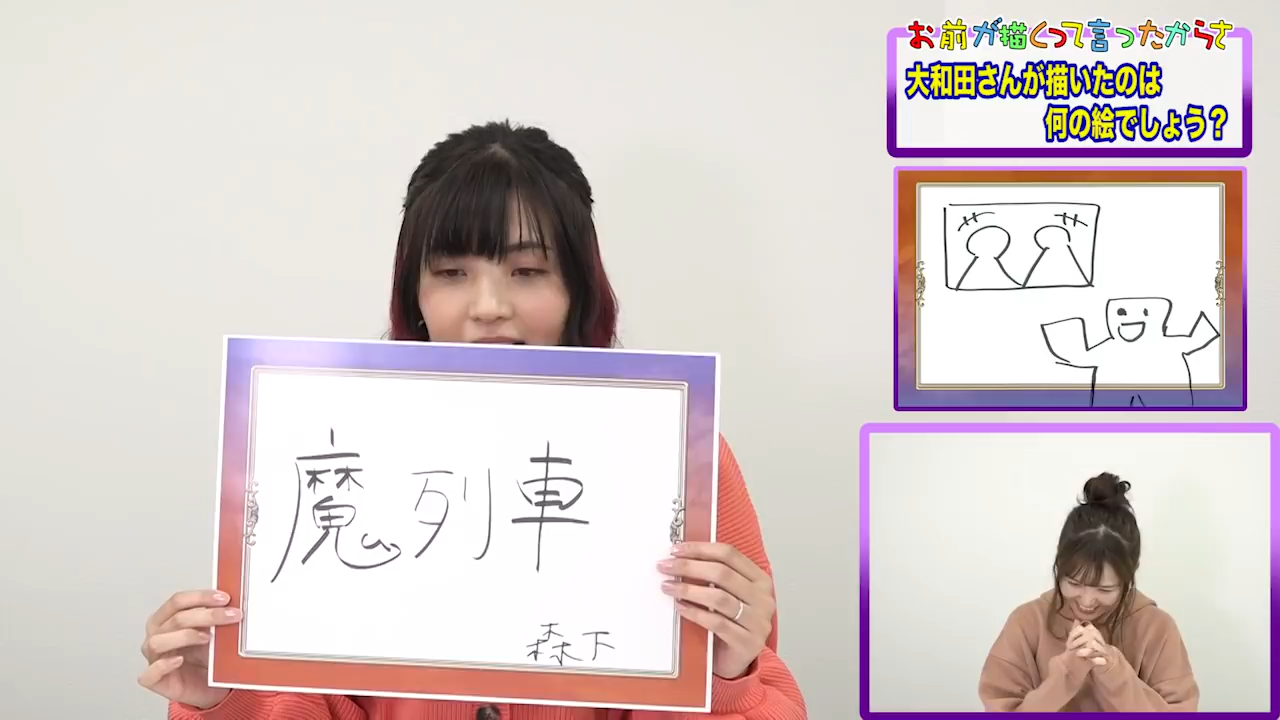 お前が描くって言ったからさ
大和田さんが描いたのは
何の絵でしょう？
魔列車
森下